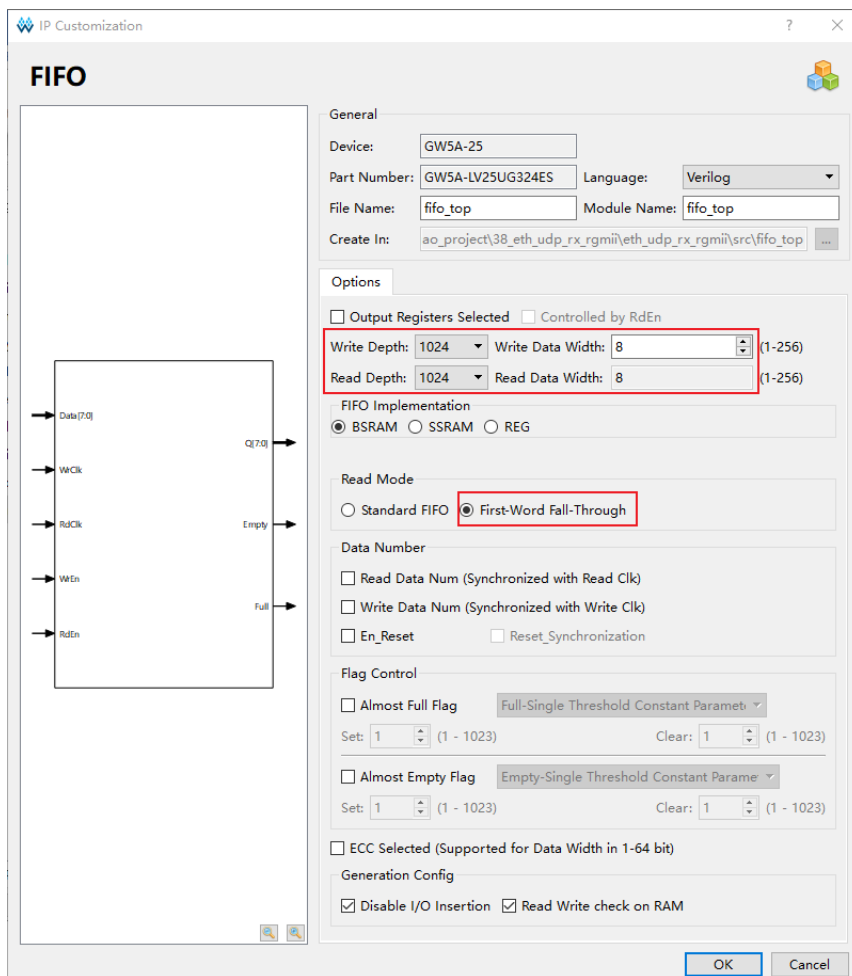 IP Customization
FIFO
General
Device: GW5A-25
Part Number: GW5A-LV25UG324ES Language: Verilog
File Name: fifo_top Module Name: fifo_top
Create In: ao_project\38_eth_udp_rx_rgmii\eth_udp_rx_rgmii\src\fifo_top ...
Options
Output Registers Selected Controlled by RdEn
Write Depth: 1024 Write Data Width: 8 (1-256)
Read Depth: 1024 Read Data Width: 8 (1-256)
FIFO Implementation
BSRAM SSRAM REG
Read Mode
Standard FIFO First-Word Fall-Through
Data Number
Read Data Num (Synchronized with Read Clk)
Write Data Num (Synchronized with Write Clk)
En_Reset Reset_Synchronization
Flag Control
Almost Full Flag Full-Single Threshold Constant Paramet
Set: 1 (1 - 1023) Clear: 1 (1 - 1023)
Almost Empty Flag Empty-Single Threshold Constant Parame
Set: 1 (1 - 1023) Clear: 1 (1 - 1023)
ECC Selected (Supported for Data Width in 1-64 bit)
Generation Config
Disable I/O Insertion Read Write check on RAM
OK Cancel
Data[7:0]
Q[7:0]
WrClk
RdClk
Empty
WrEn
Full
RdEn